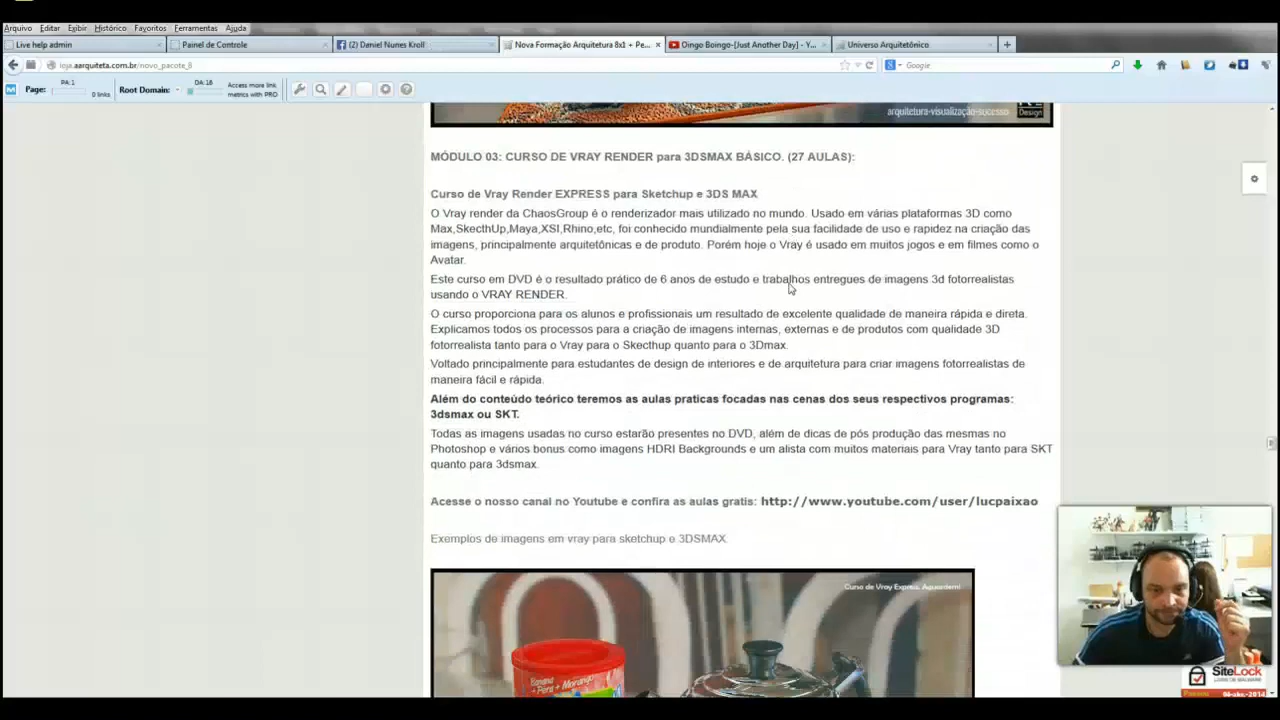 Arquivo Editar Exibir Histórico Favoritos Ferramentas Ajuda
Live help admin × Painel de Controle × (2) Daniel Nunes Kroll × Nova Formação Arquitetura 8x1 + Pe... × Oingo Boingo-[Just Another Day] - Y... × Universo Arquitetônico × +
loja.aarquiteta.com.br/novo_pacote_8
Google
Page: PA:1 0 links Root Domain: DA:16 Access more link metrics with PRO
arquitetura-visualização-sucesso
Design
MÓDULO 03: CURSO DE VRAY RENDER para 3DSMAX BÁSICO. (27 AULAS):
Curso de Vray Render EXPRESS para Sketchup e 3DS MAX
O Vray render da ChaosGroup é o renderizador mais utilizado no mundo. Usado em várias plataformas 3D como
Max,SkecthUp,Maya,XSI,Rhino,etc, foi conhecido mundialmente pela sua facilidade de uso e rapidez na criação das
imagens, principalmente arquitetônicas e de produto. Porém hoje o Vray é usado em muitos jogos e em filmes como o
Avatar.
Este curso em DVD é o resultado prático de 6 anos de estudo e trabalhos entregues de imagens 3d fotorrealistas
usando o VRAY RENDER.
O curso proporciona para os alunos e profissionais um resultado de excelente qualidade de maneira rápida e direta.
Explicamos todos os processos para a criação de imagens internas, externas e de produtos com qualidade 3D
fotorrealista tanto para o Vray para o Skecthup quanto para o 3Dmax.
Voltado principalmente para estudantes de design de interiores e de arquitetura para criar imagens fotorrealistas de
maneira fácil e rápida.
Além do conteúdo teórico teremos as aulas praticas focadas nas cenas dos seus respectivos programas:
3dsmax ou SKT.
Todas as imagens usadas no curso estarão presentes no DVD, além de dicas de pós produção das mesmas no
Photoshop e vários bonus como imagens HDRI Backgrounds e um alista com muitos materiais para Vray tanto para SKT
quanto para 3dsmax.
Acesse o nosso canal no Youtube e confira as aulas gratis: http://www.youtube.com/user/lucpaixao
Exemplos de imagens em vray para sketchup e 3DSMAX.
Curso de Vray Express, Aguardem!
Banana
+Pera + Morango
SiteLock